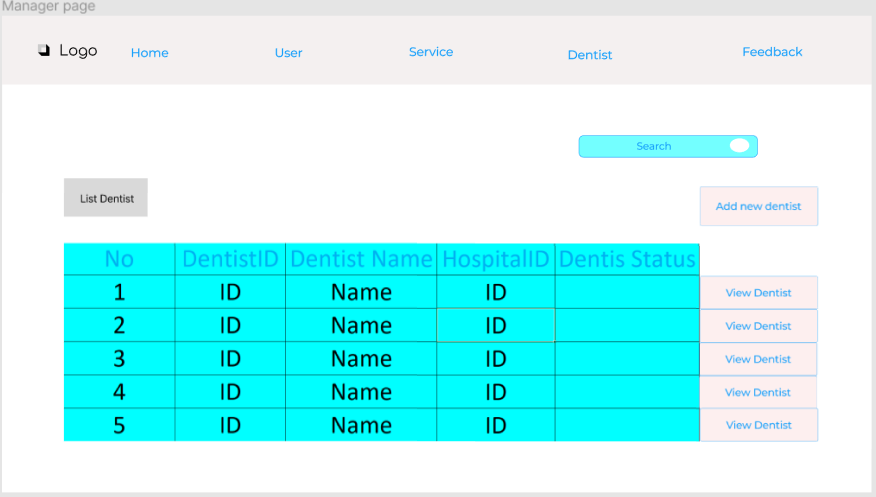 Manager page
Logo Home User Service Dentist Feedback
Search
List Dentist
Add new dentist
No DentistID Dentist Name HospitalID Dentis Status
1 ID Name ID View Dentist
2 ID Name ID View Dentist
3 ID Name ID View Dentist
4 ID Name ID View Dentist
5 ID Name ID View Dentist